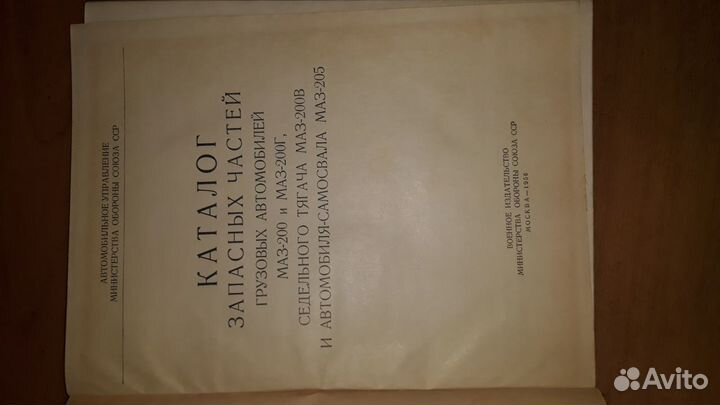 АВТОМОБИЛЬНОЕ УПРАВЛЕНИЕ
МИНИСТЕРСТВА ОБОРОНЫ СОЮЗА ССР
КАТАЛОГ
ЗАПАСНЫХ ЧАСТЕЙ
ГРУЗОВЫХ АВТОМОБИЛЕЙ
МАЗ-200 и МАЗ-200Г,
СЕДЕЛЬНОГО ТЯГАЧА МАЗ-200В
И АВТОМОБИЛЯ-САМОСВАЛА МАЗ-205
ВОЕННОЕ ИЗДАТЕЛЬСТВО
МИНИСТЕРСТВА ОБОРОНЫ СОЮЗА ССР
МОСКВА — 1956
Avito